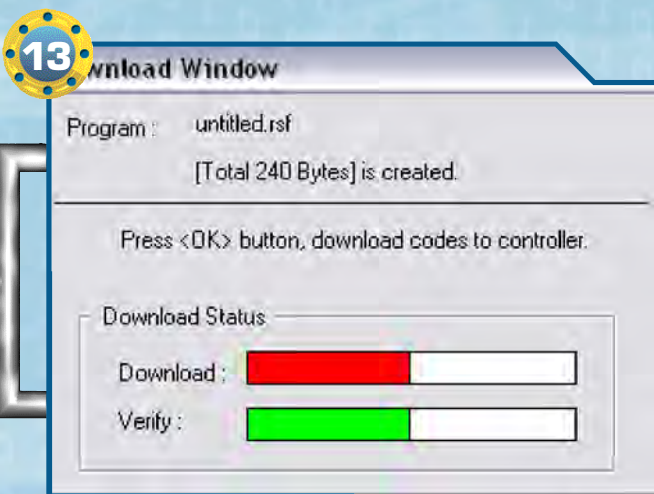 13
wnload Window
Program : untitled.rsf
[Total 240 Bytes] is created.
Press <OK> button, download codes to controller.
Download Status
Download :
Verify :